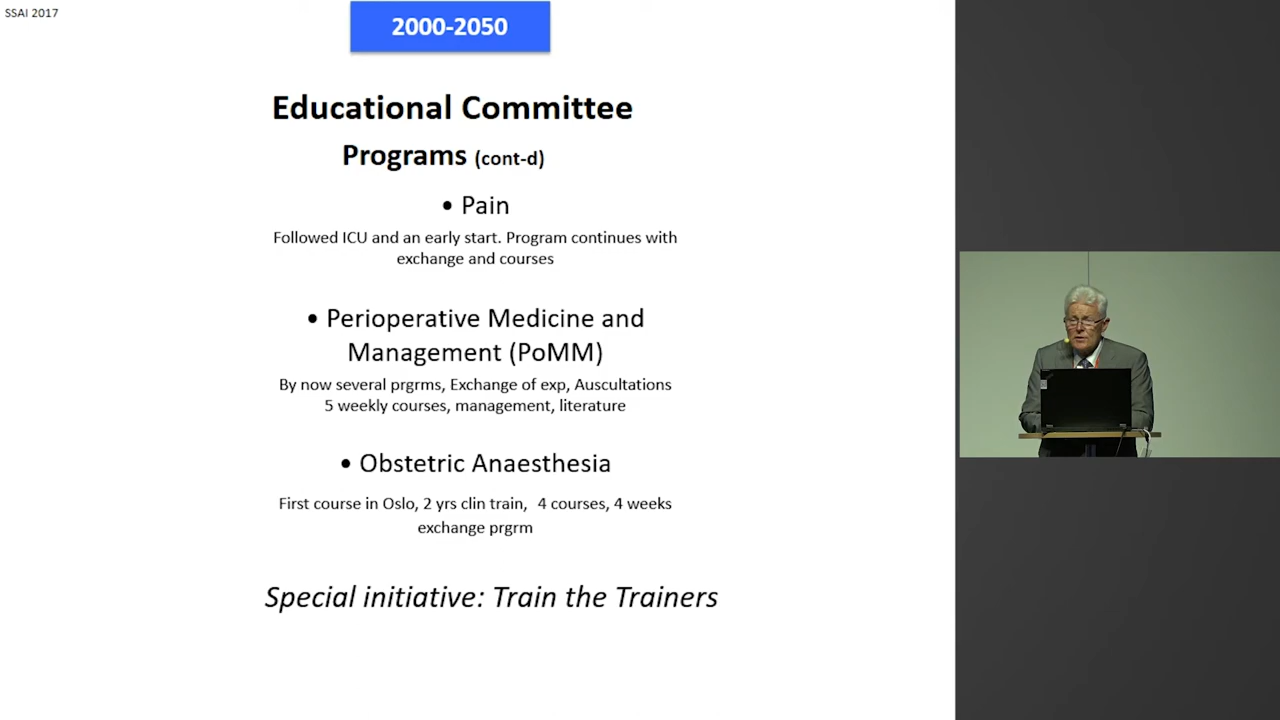 SSAI 2017
2000-2050
Educational Committee
Programs (cont-d)
• Pain
Followed ICU and an early start. Program continues with
exchange and courses
• Perioperative Medicine and
Management (PoMM)
By now several prgrms, Exchange of exp, Auscultations
5 weekly courses, management, literature
• Obstetric Anaesthesia
First course in Oslo, 2 yrs clin train, 4 courses, 4 weeks
exchange prgrm
Special initiative: Train the Trainers